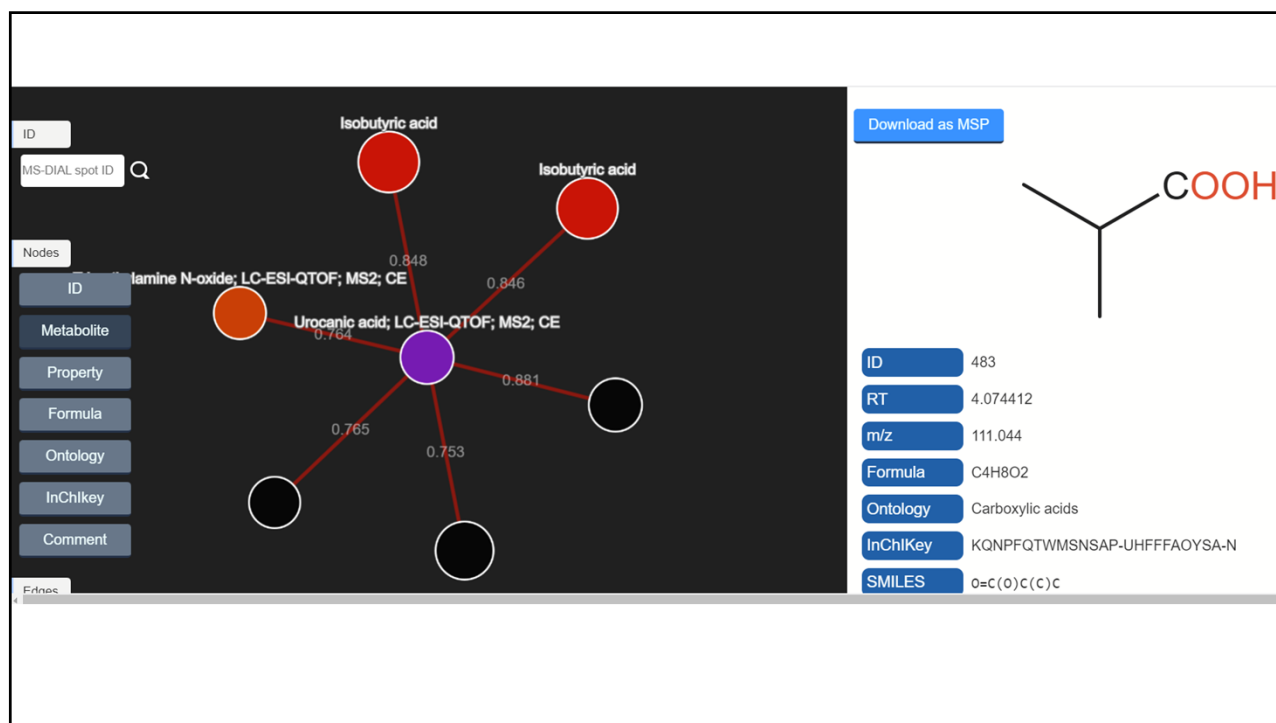 ID
MS-DIAL spot ID
Nodes
ID
Metabolite
Property
Formula
Ontology
InChIkey
Comment
Edges
Isobutyric acid
Isobutyric acid
N-oxide; LC-ESI-QTOF; MS2; CE
Urocanic acid; LC-ESI-QTOF; MS2; CE
0.848
0.846
0.764
0.881
0.765
0.753
Download as MSP
COOH
ID 483
RT 4.074412
m/z 111.044
Formula C4H8O2
Ontology Carboxylic acids
InChIKey KQNPFQTWMSNSAP-UHFFFAOYSA-N
SMILES O=C(O)C(C)C